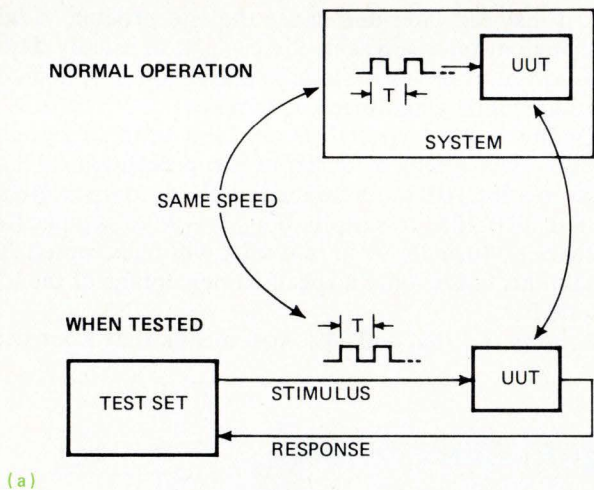 NORMAL OPERATION
UUT
T
SYSTEM
SAME SPEED
WHEN TESTED
T
TEST SET
STIMULUS
UUT
RESPONSE
(a)